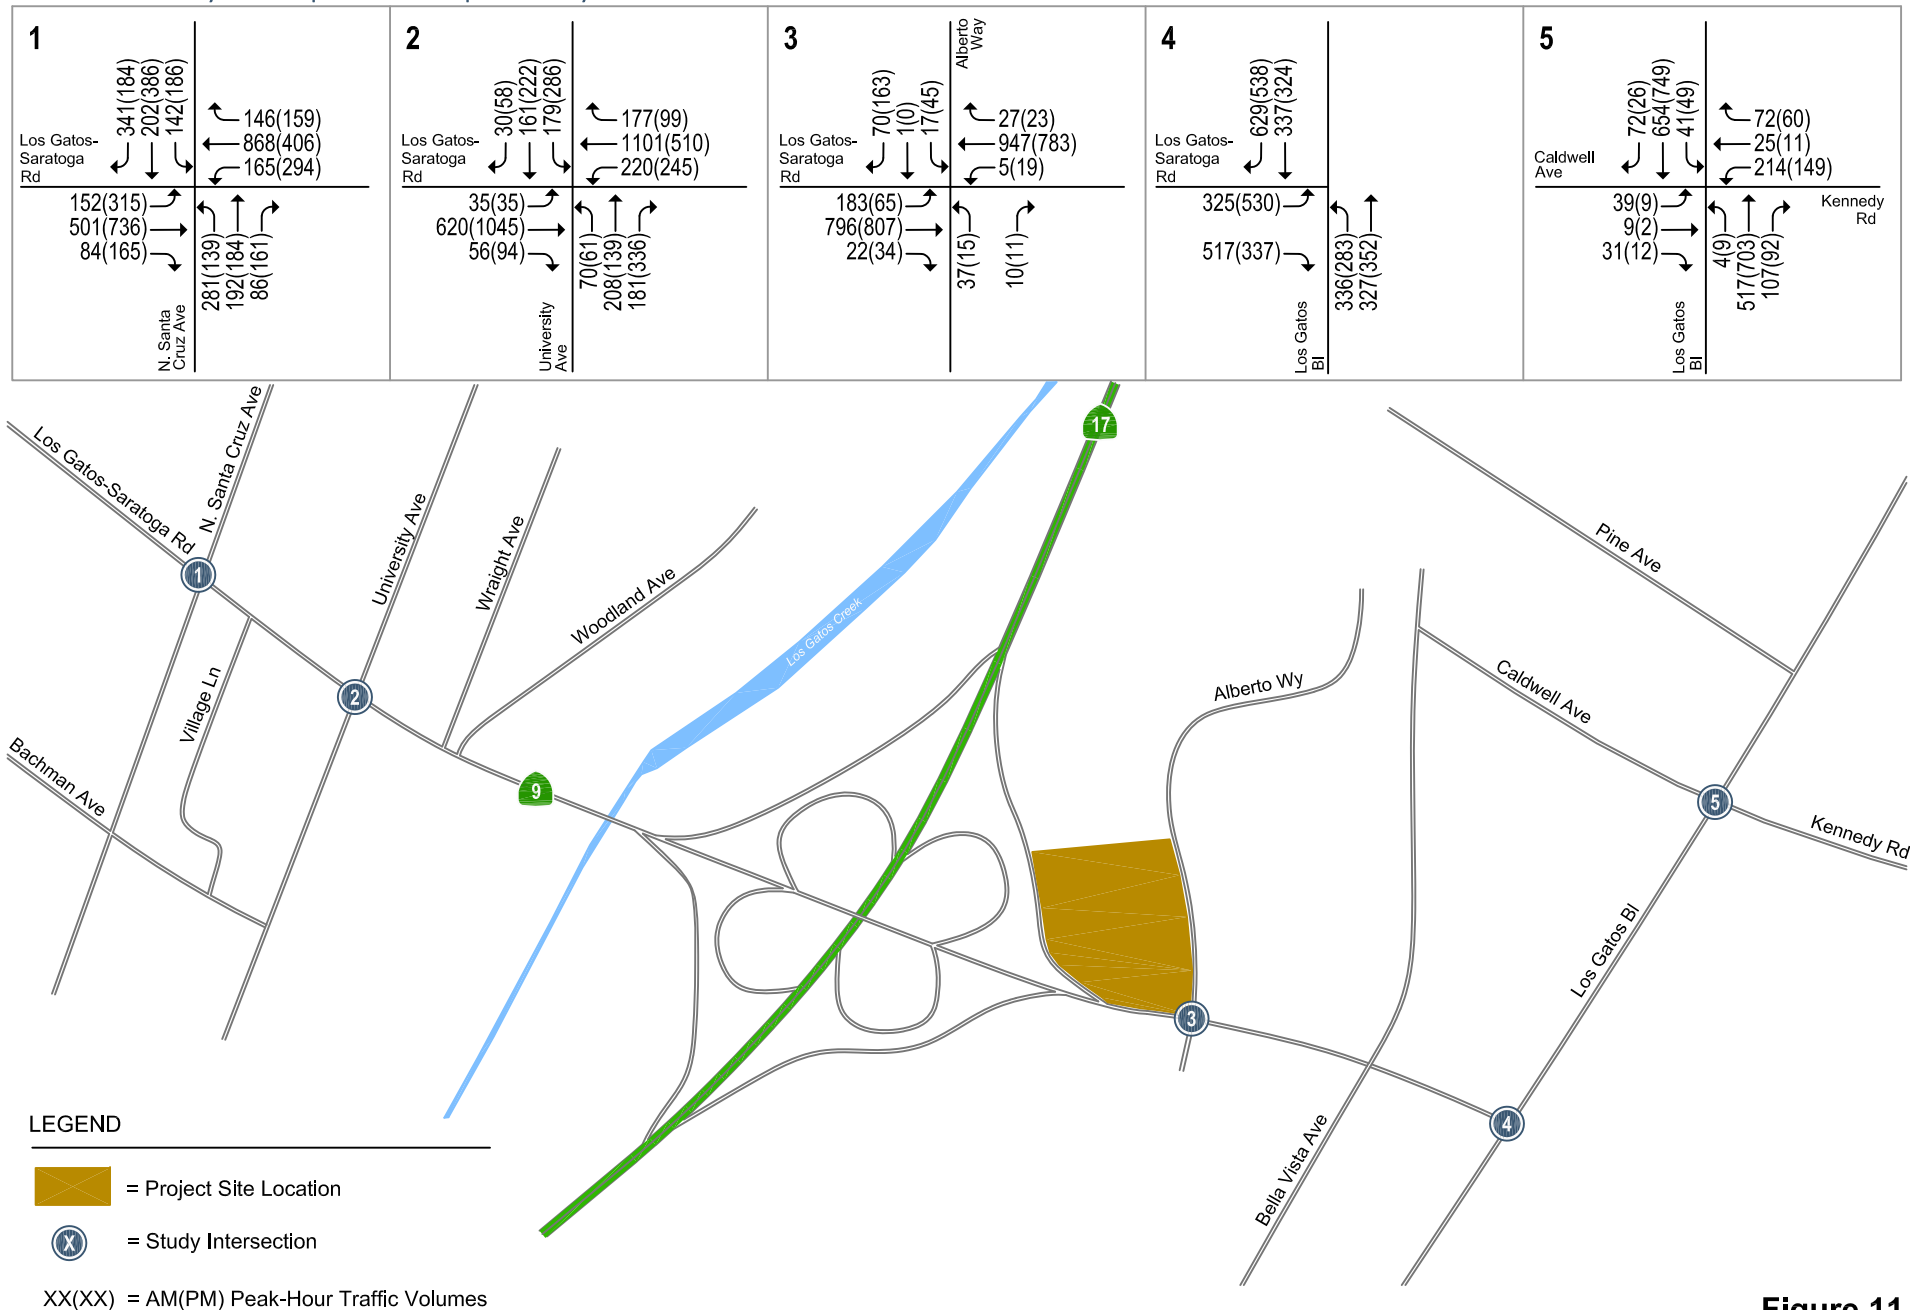 1
341(184)
202(386)
142(186)
146(159)
868(406)
165(294)
Los Gatos-
Saratoga
Rd
152(315)
501(736)
84(165)
281(139)
192(184)
86(161)
N. Santa
Cruz Ave
2
30(58)
161(222)
179(286)
177(99)
1101(510)
220(245)
Los Gatos-
Saratoga
Rd
35(35)
620(1045)
56(94)
70(61)
208(139)
181(336)
University
Ave
3
Alberto
Way
70(163)
1(0)
17(45)
27(23)
947(783)
5(19)
Los Gatos-
Saratoga
Rd
183(65)
796(807)
22(34)
37(15)
10(11)
4
629(538)
337(324)
Los Gatos-
Saratoga
Rd
325(530)
517(337)
336(283)
327(352)
Los Gatos
Bl
5
72(26)
654(749)
41(49)
72(60)
25(11)
214(149)
Caldwell
Ave
39(9)
9(2)
31(12)
4(9)
517(703)
107(92)
Kennedy
Rd
Los Gatos
Bl
Los Gatos-Saratoga Rd
N. Santa Cruz Ave
University Ave
Wraight Ave
Woodland Ave
Los Gatos Creek
17
Pine Ave
Caldwell Ave
Alberto Wy
Village Ln
Bachman Ave
1
2
9
5
Kennedy Rd
Los Gatos Bl
3
4
Bella Vista Ave
LEGEND
= Project Site Location
X
= Study Intersection
XX(XX) = AM(PM) Peak-Hour Traffic Volumes
Figure 11